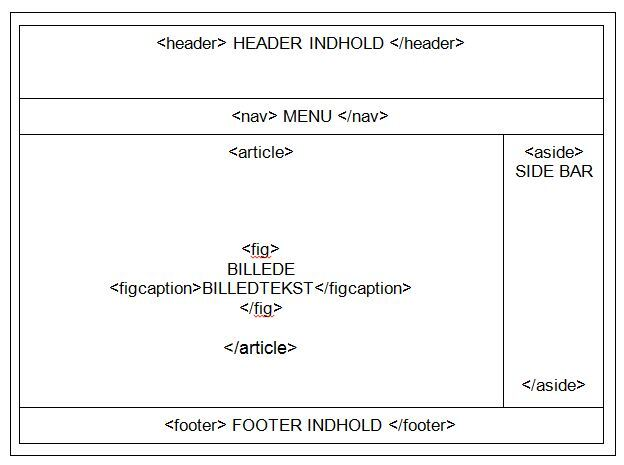 <header> HEADER INDHOLD </header>
<nav> MENU </nav>
<article>
<fig>
BILLEDE
<figcaption>BILLEDTEKST</figcaption>
</fig>
</article>
<aside>
SIDE BAR
</aside>
<footer> FOOTER INDHOLD </footer>